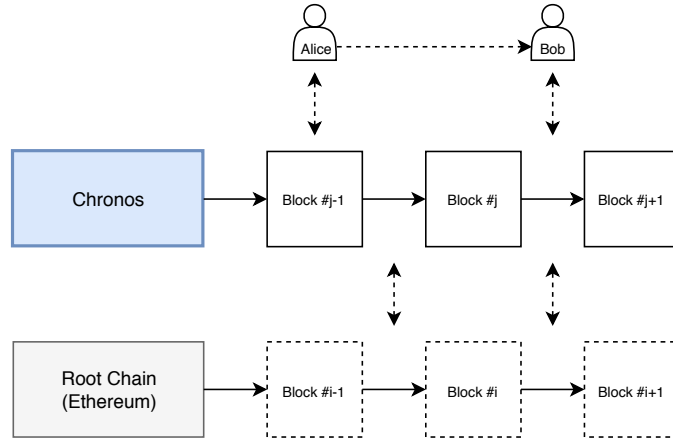 Alice
Bob
Chronos
Block #j-1
Block #j
Block #j+1
Root Chain
(Ethereum)
Block #i-1
Block #i
Block #i+1